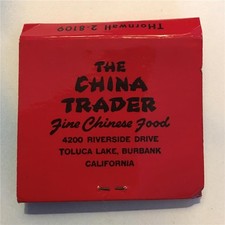 THornwall 2-8109
THE
CHINA
TRADER
Fine Chinese Food
4200 RIVERSIDE DRIVE
TOLUCA LAKE, BURBANK
CALIFORNIA